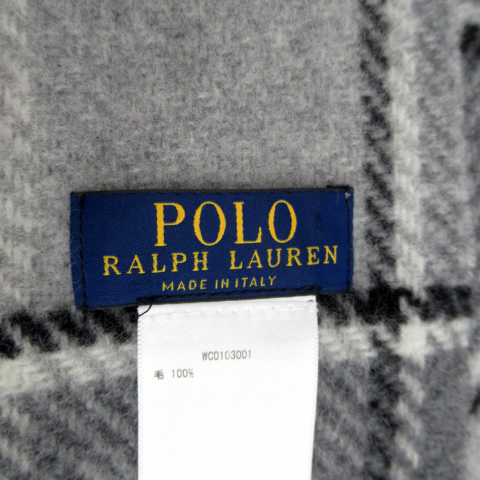 POLO
RALPH LAUREN
MADE IN ITALY
WC0103001
毛 100%